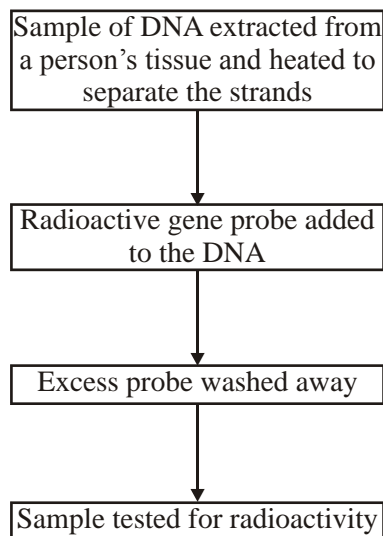 Sample of DNA extracted from
a person’s tissue and heated to
separate the strands
Radioactive gene probe added
to the DNA
Excess probe washed away
Sample tested for radioactivity